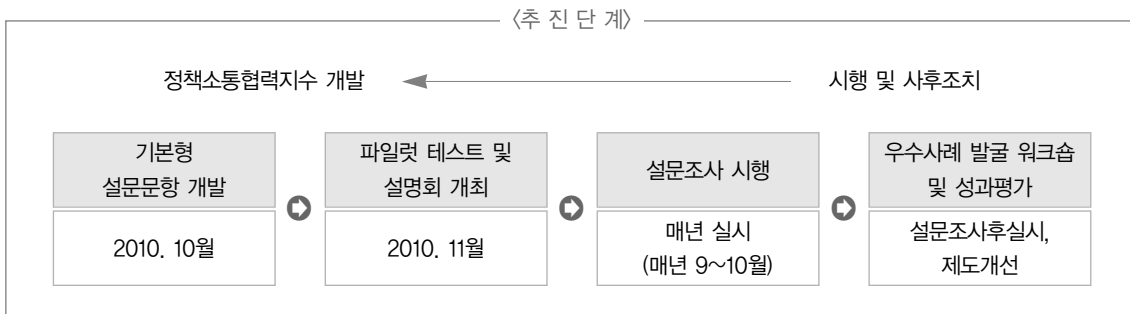 〈추 진 단 계〉
정책소통협력지수 개발
시행 및 사후조치
기본형
설문문항 개발
2010. 10월
파일럿 테스트 및
설명회 개최
2010. 11월
설문조사 시행
매년 실시
(매년 9~10월)
우수사례 발굴 워크숍
및 성과평가
설문조사후실시,
제도개선